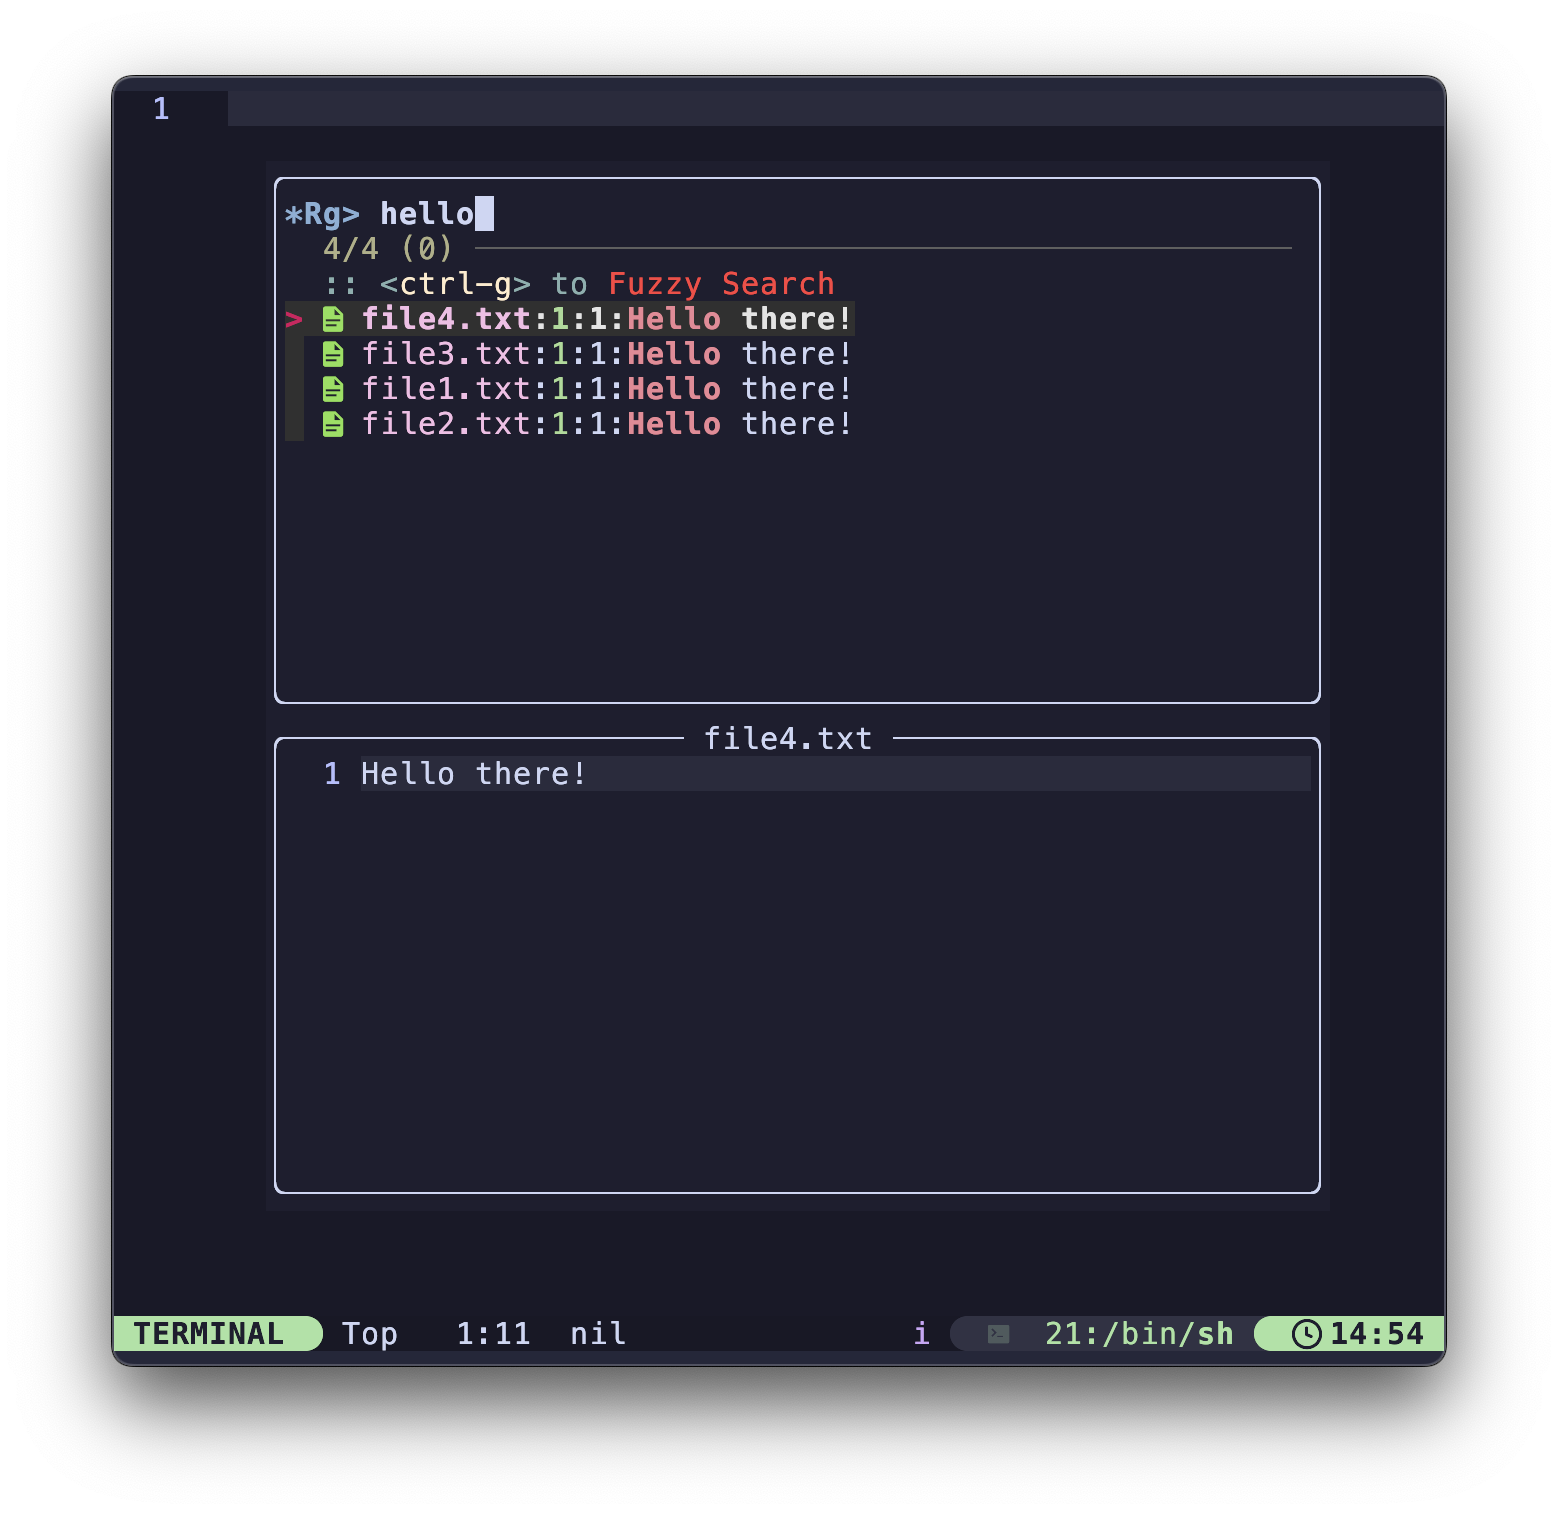 1
*Rg> hello
4/4 (0)
:: <ctrl-g> to Fuzzy Search
> file4.txt:1:1:Hello there!
file3.txt:1:1:Hello there!
file1.txt:1:1:Hello there!
file2.txt:1:1:Hello there!
file4.txt
1 Hello there!
TERMINAL Top 1:11 nil i 21:/bin/sh 14:54